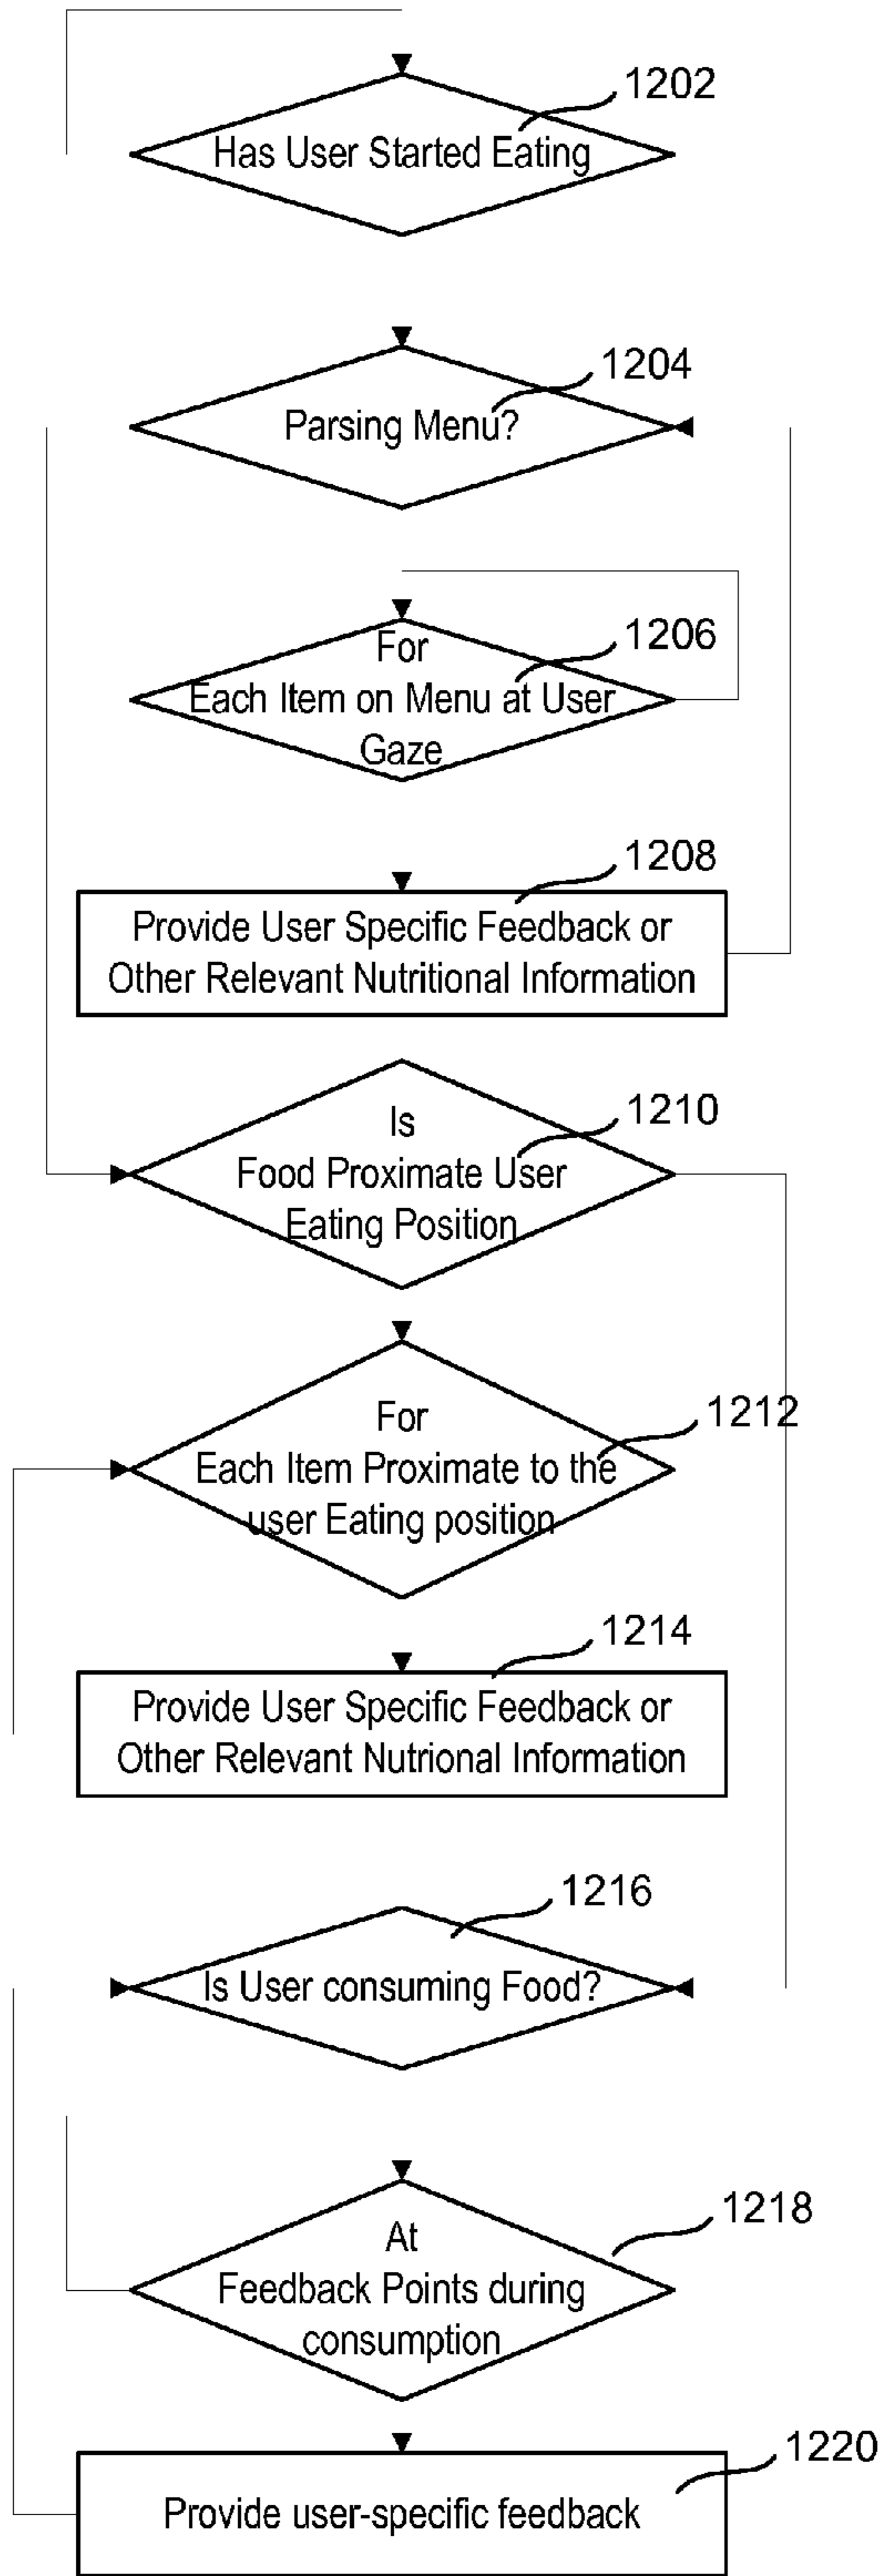 1202
Has User Started Eating
1204
Parsing Menu?
1206
For
Each Item on Menu at User
Gaze
1208
Provide User Specific Feedback or
Other Relevant Nutritional Information
1210
Is
Food Proximate User
Eating Position
1212
For
Each Item Proximate to the
user Eating position
1214
Provide User Specific Feedback or
Other Relevant Nutrional Information
1216
Is User consuming Food?
1218
At
Feedback Points during
consumption
1220
Provide user-specific feedback